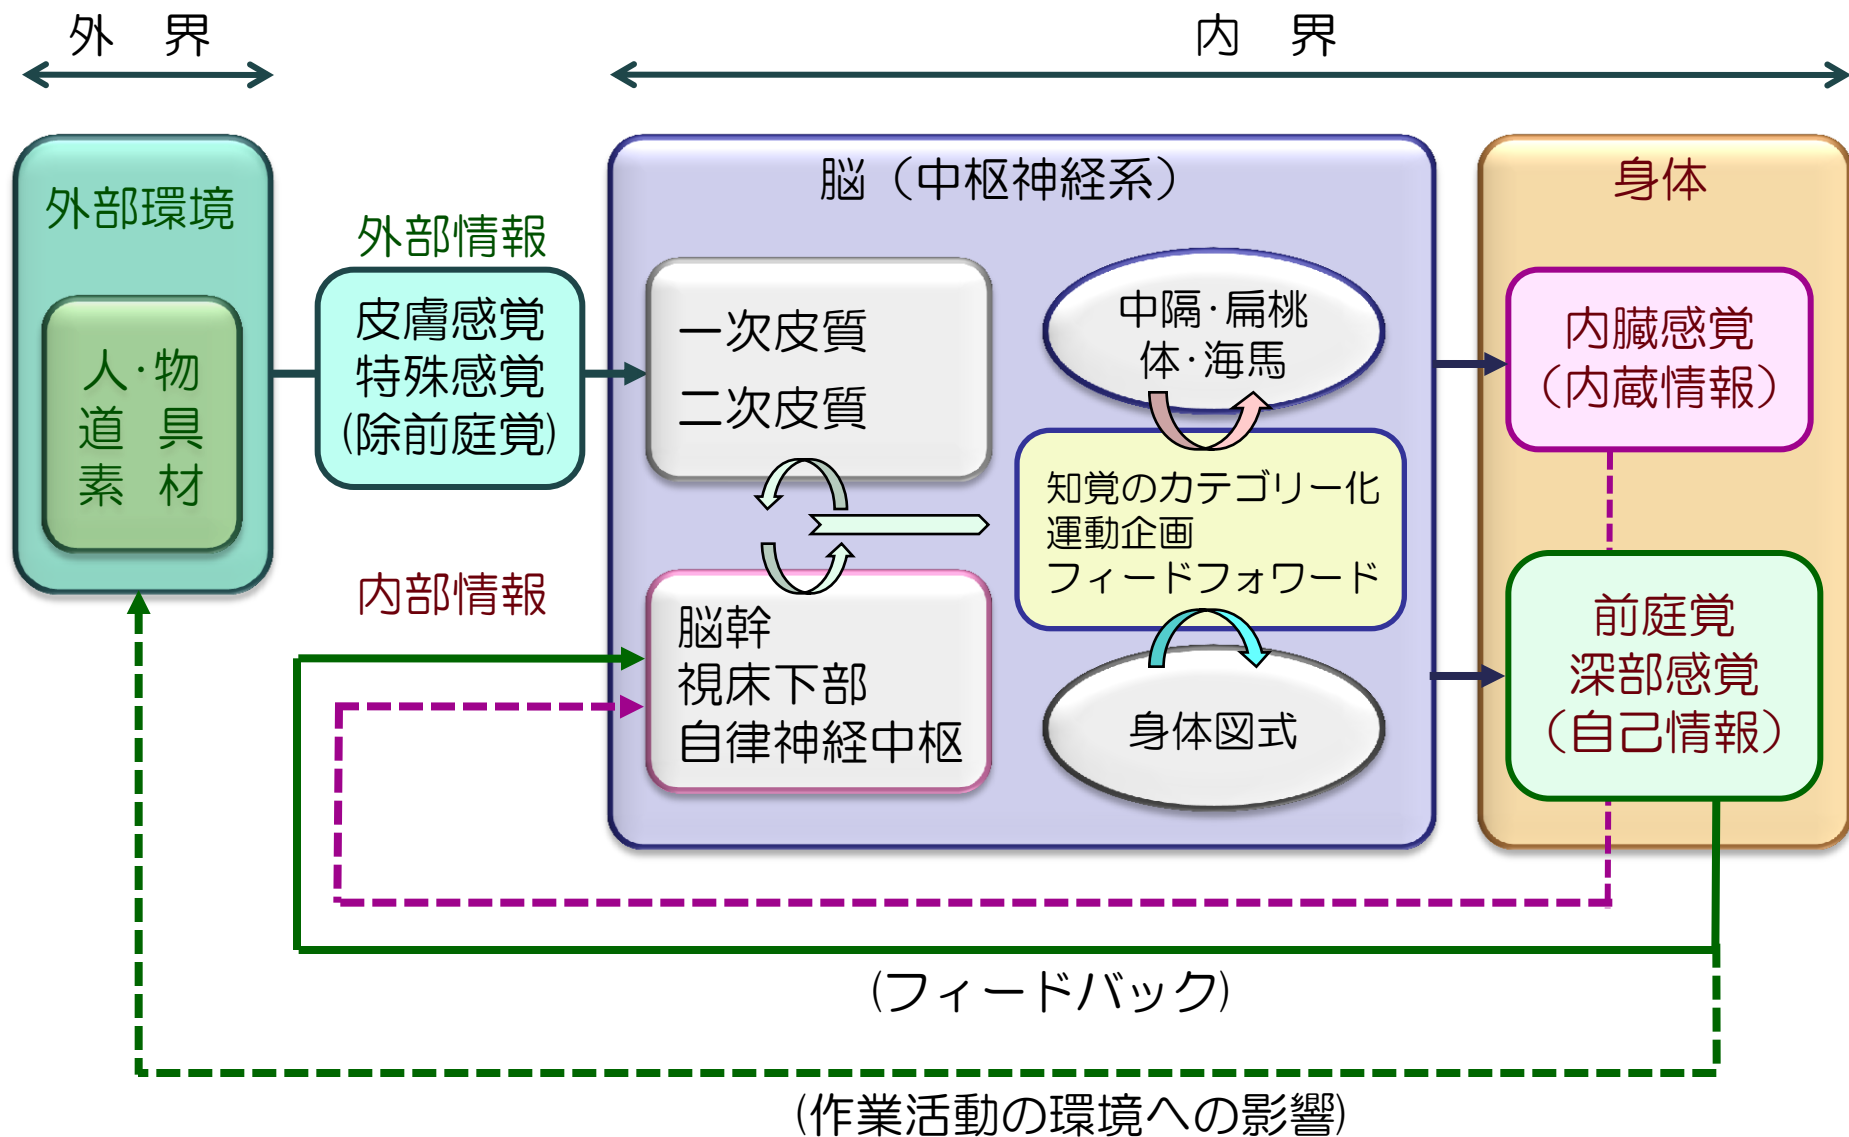 外　界
内　界
外部環境
人・物
道　具
素　材
外部情報
皮膚感覚
特殊感覚
(除前庭覚)
内部情報
脳（中枢神経系）
一次皮質
二次皮質
脳幹
視床下部
自律神経中枢
中隔・扁桃
体・海馬
知覚のカテゴリー化
運動企画
フィードフォワード
身体図式
身体
内臓感覚
（内蔵情報）
前庭覚
深部感覚
（自己情報）
(フィードバック)
(作業活動の環境への影響)